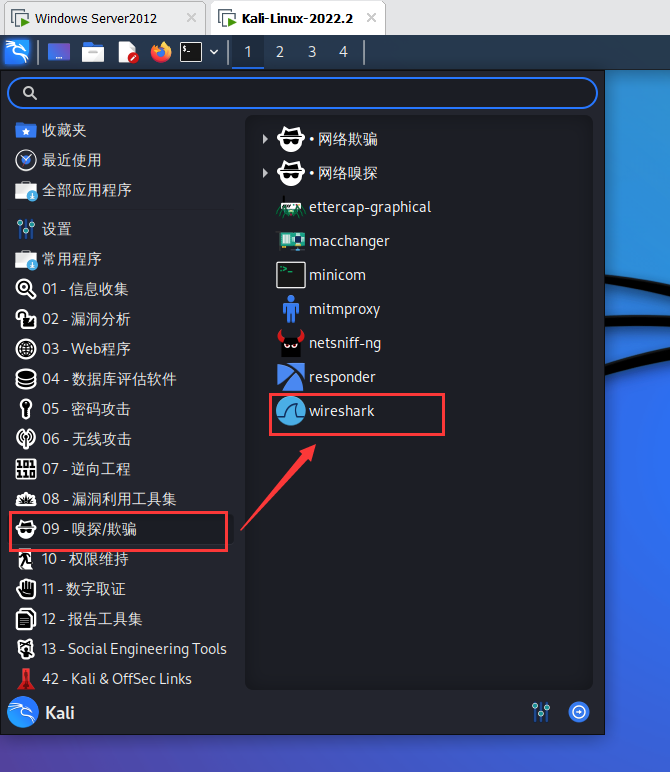 Windows Server2012
Kali-Linux-2022.2
1 2 3 4
收藏夹
最近使用
全部应用程序
设置
常用程序
01 - 信息收集
02 - 漏洞分析
03 - Web程序
04 - 数据库评估软件
05 - 密码攻击
06 - 无线攻击
07 - 逆向工程
08 - 漏洞利用工具集
09 - 嗅探/欺骗
10 - 权限维持
11 - 数字取证
12 - 报告工具集
13 - Social Engineering Tools
42 - Kali & OffSec Links
• 网络欺骗
• 网络嗅探
ettercap-graphical
macchanger
minicom
mitmproxy
netsniff-ng
responder
wireshark
Kali